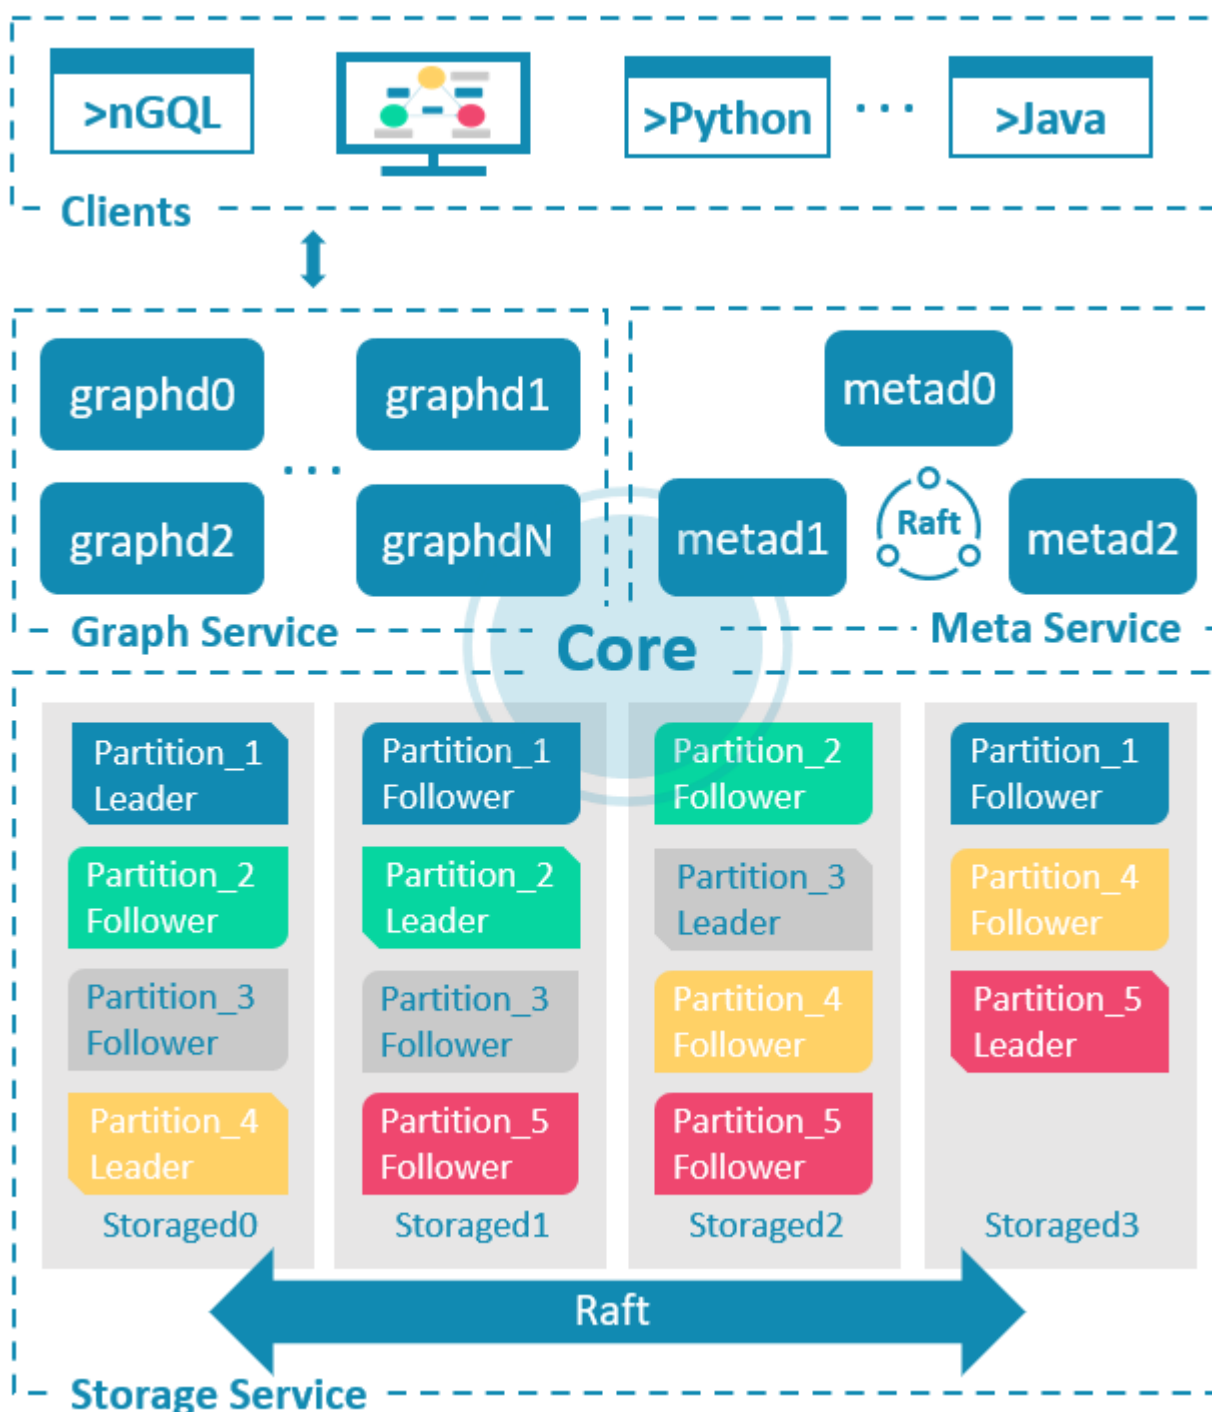 >nGQL
>Python
...
>Java
Clients
graphd0
graphd1
...
graphd2
graphdN
Graph Service
metad0
metad1
Raft
metad2
Meta Service
Core
Partition_1
Leader
Partition_2
Follower
Partition_3
Follower
Partition_4
Leader
Storaged0
Partition_1
Follower
Partition_2
Leader
Partition_3
Follower
Partition_5
Follower
Storaged1
Partition_2
Follower
Partition_3
Leader
Partition_4
Follower
Partition_5
Follower
Storaged2
Partition_1
Follower
Partition_4
Follower
Partition_5
Leader
Storaged3
Raft
Storage Service